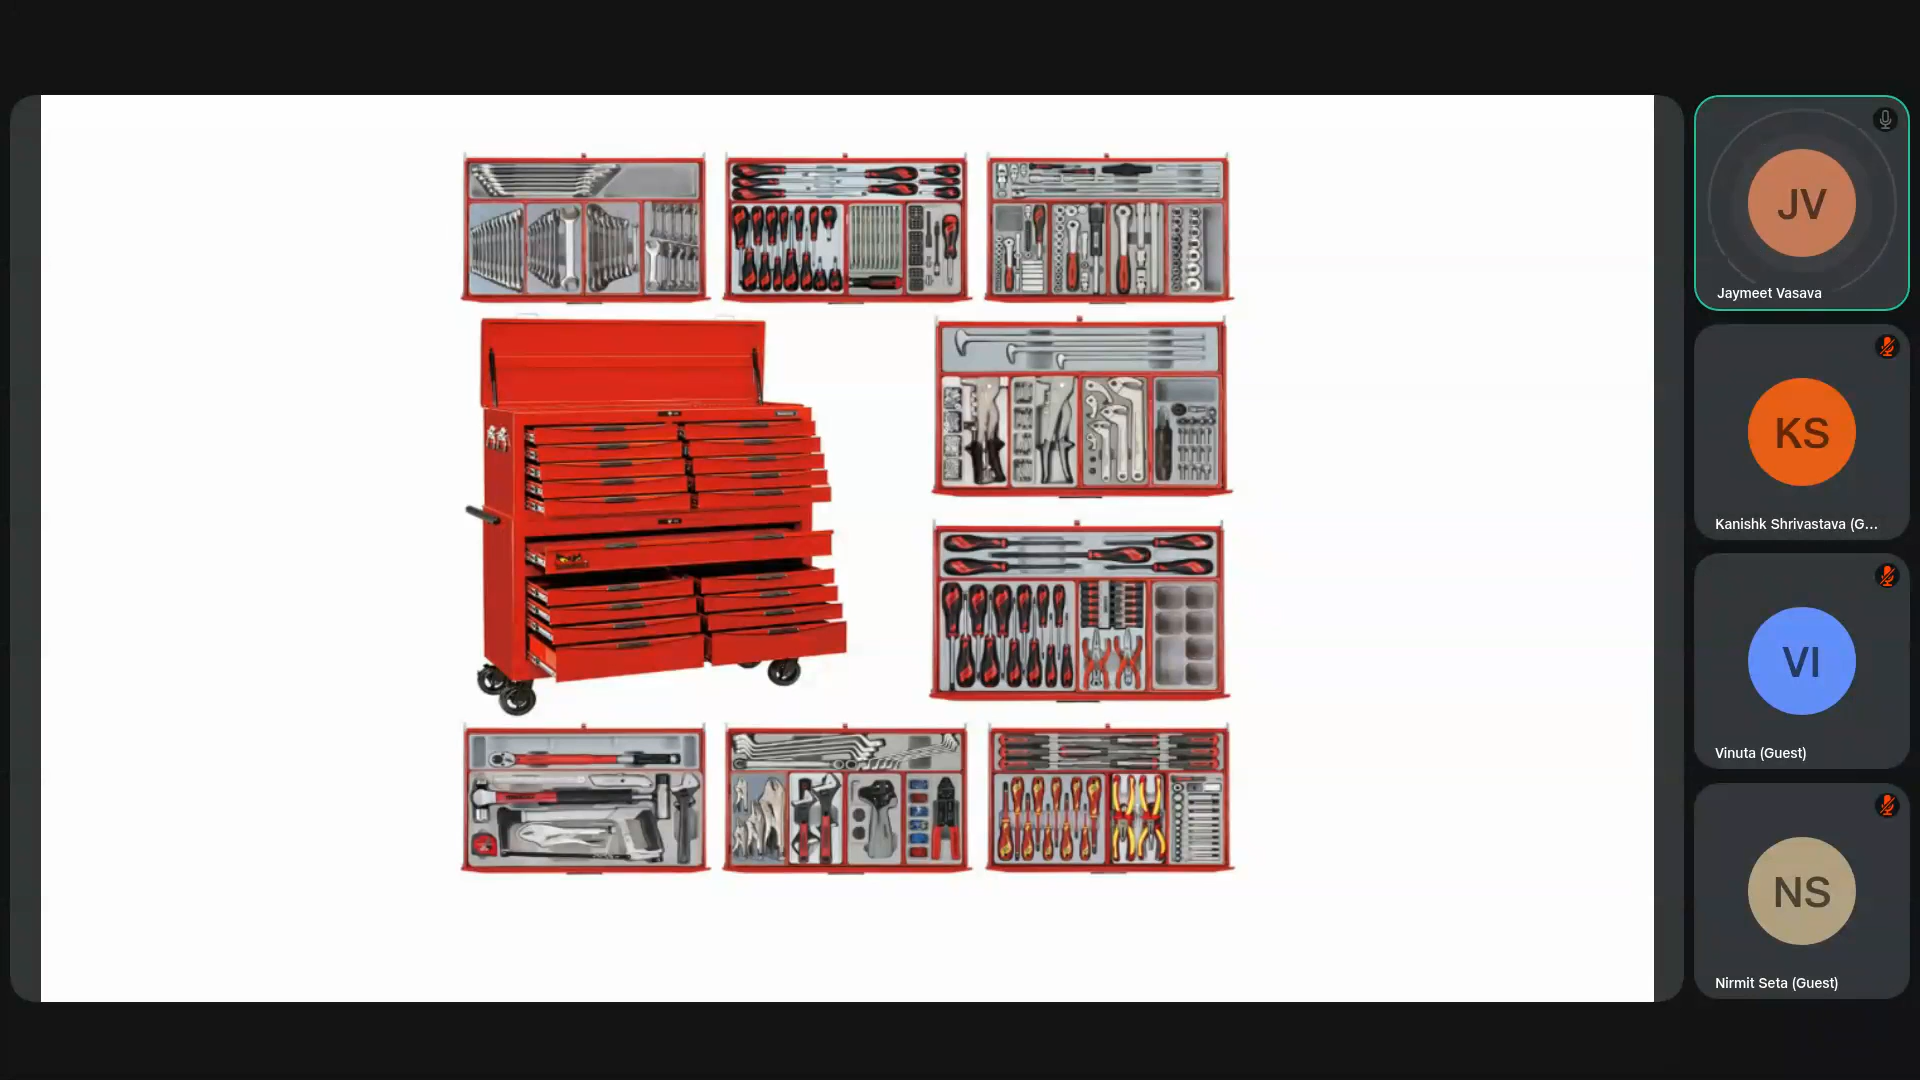 JV
Jaymeet Vasava
KS
Kanishk Shrivastava (G...
VI
Vinuta (Guest)
NS
Nirmit Seta (Guest)